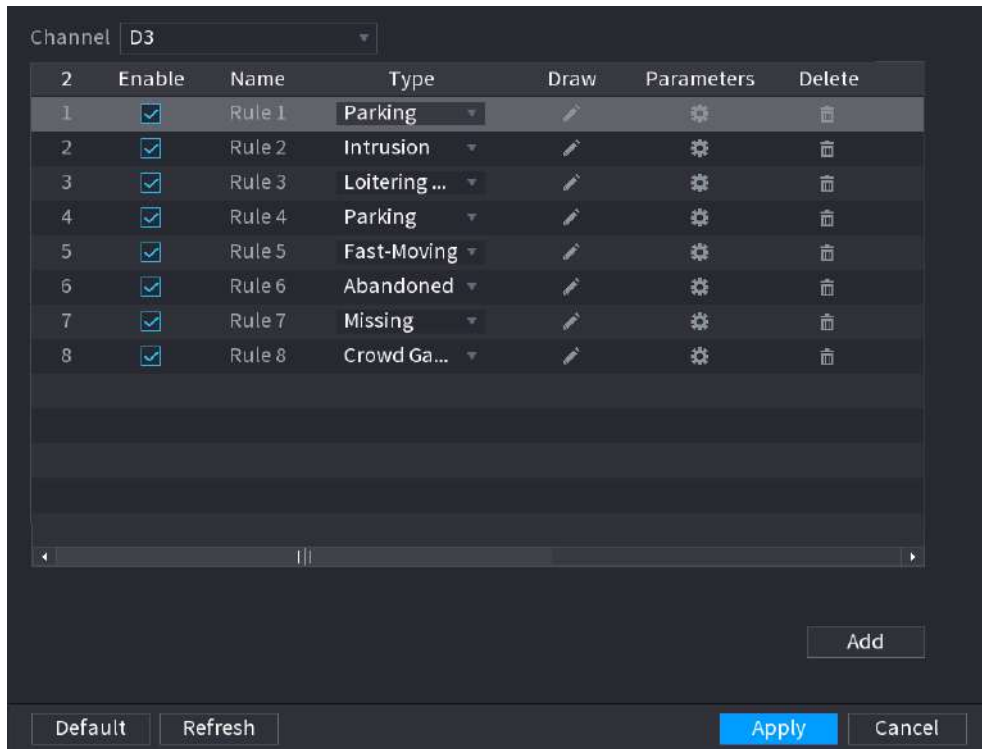 Channel D3
2 Enable Name Type Draw Parameters Delete
1 Rule 1 Parking
2 Rule 2 Intrusion
3 Rule 3 Loitering ...
4 Rule 4 Parking
5 Rule 5 Fast-Moving
6 Rule 6 Abandoned
7 Rule 7 Missing
8 Rule 8 Crowd Ga...
Add
Default Refresh Apply Cancel